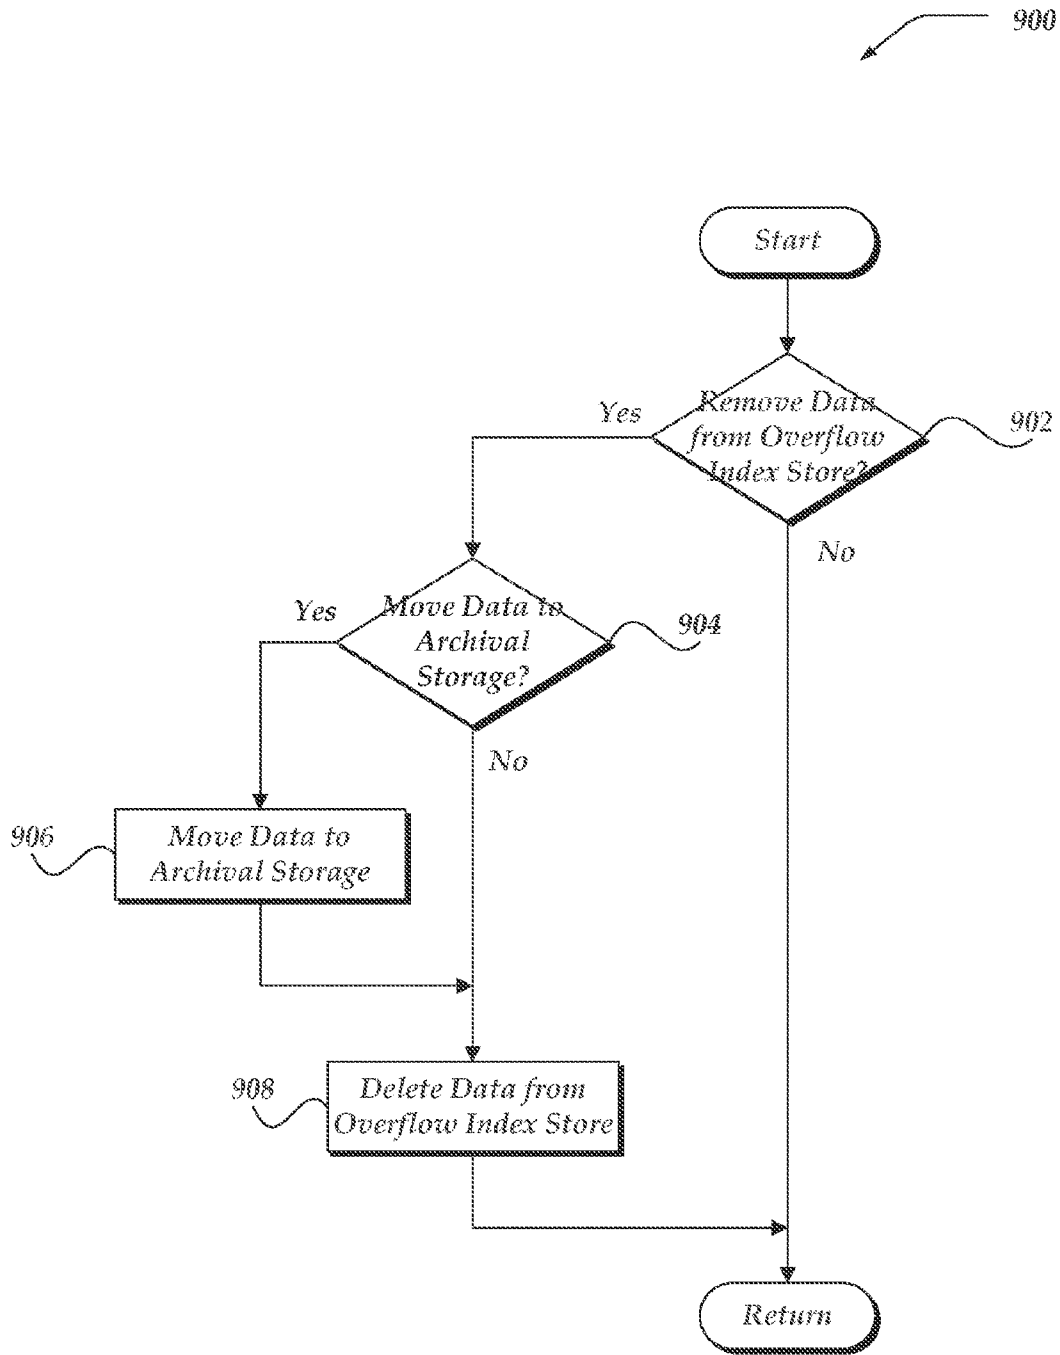 900
Start
Remove Data
from Overflow
Index Store?
Yes
902
No
Move Data to
Archival
Storage?
Yes
904
No
906
Move Data to
Archival Storage
908
Delete Data from
Overflow Index Store
Return